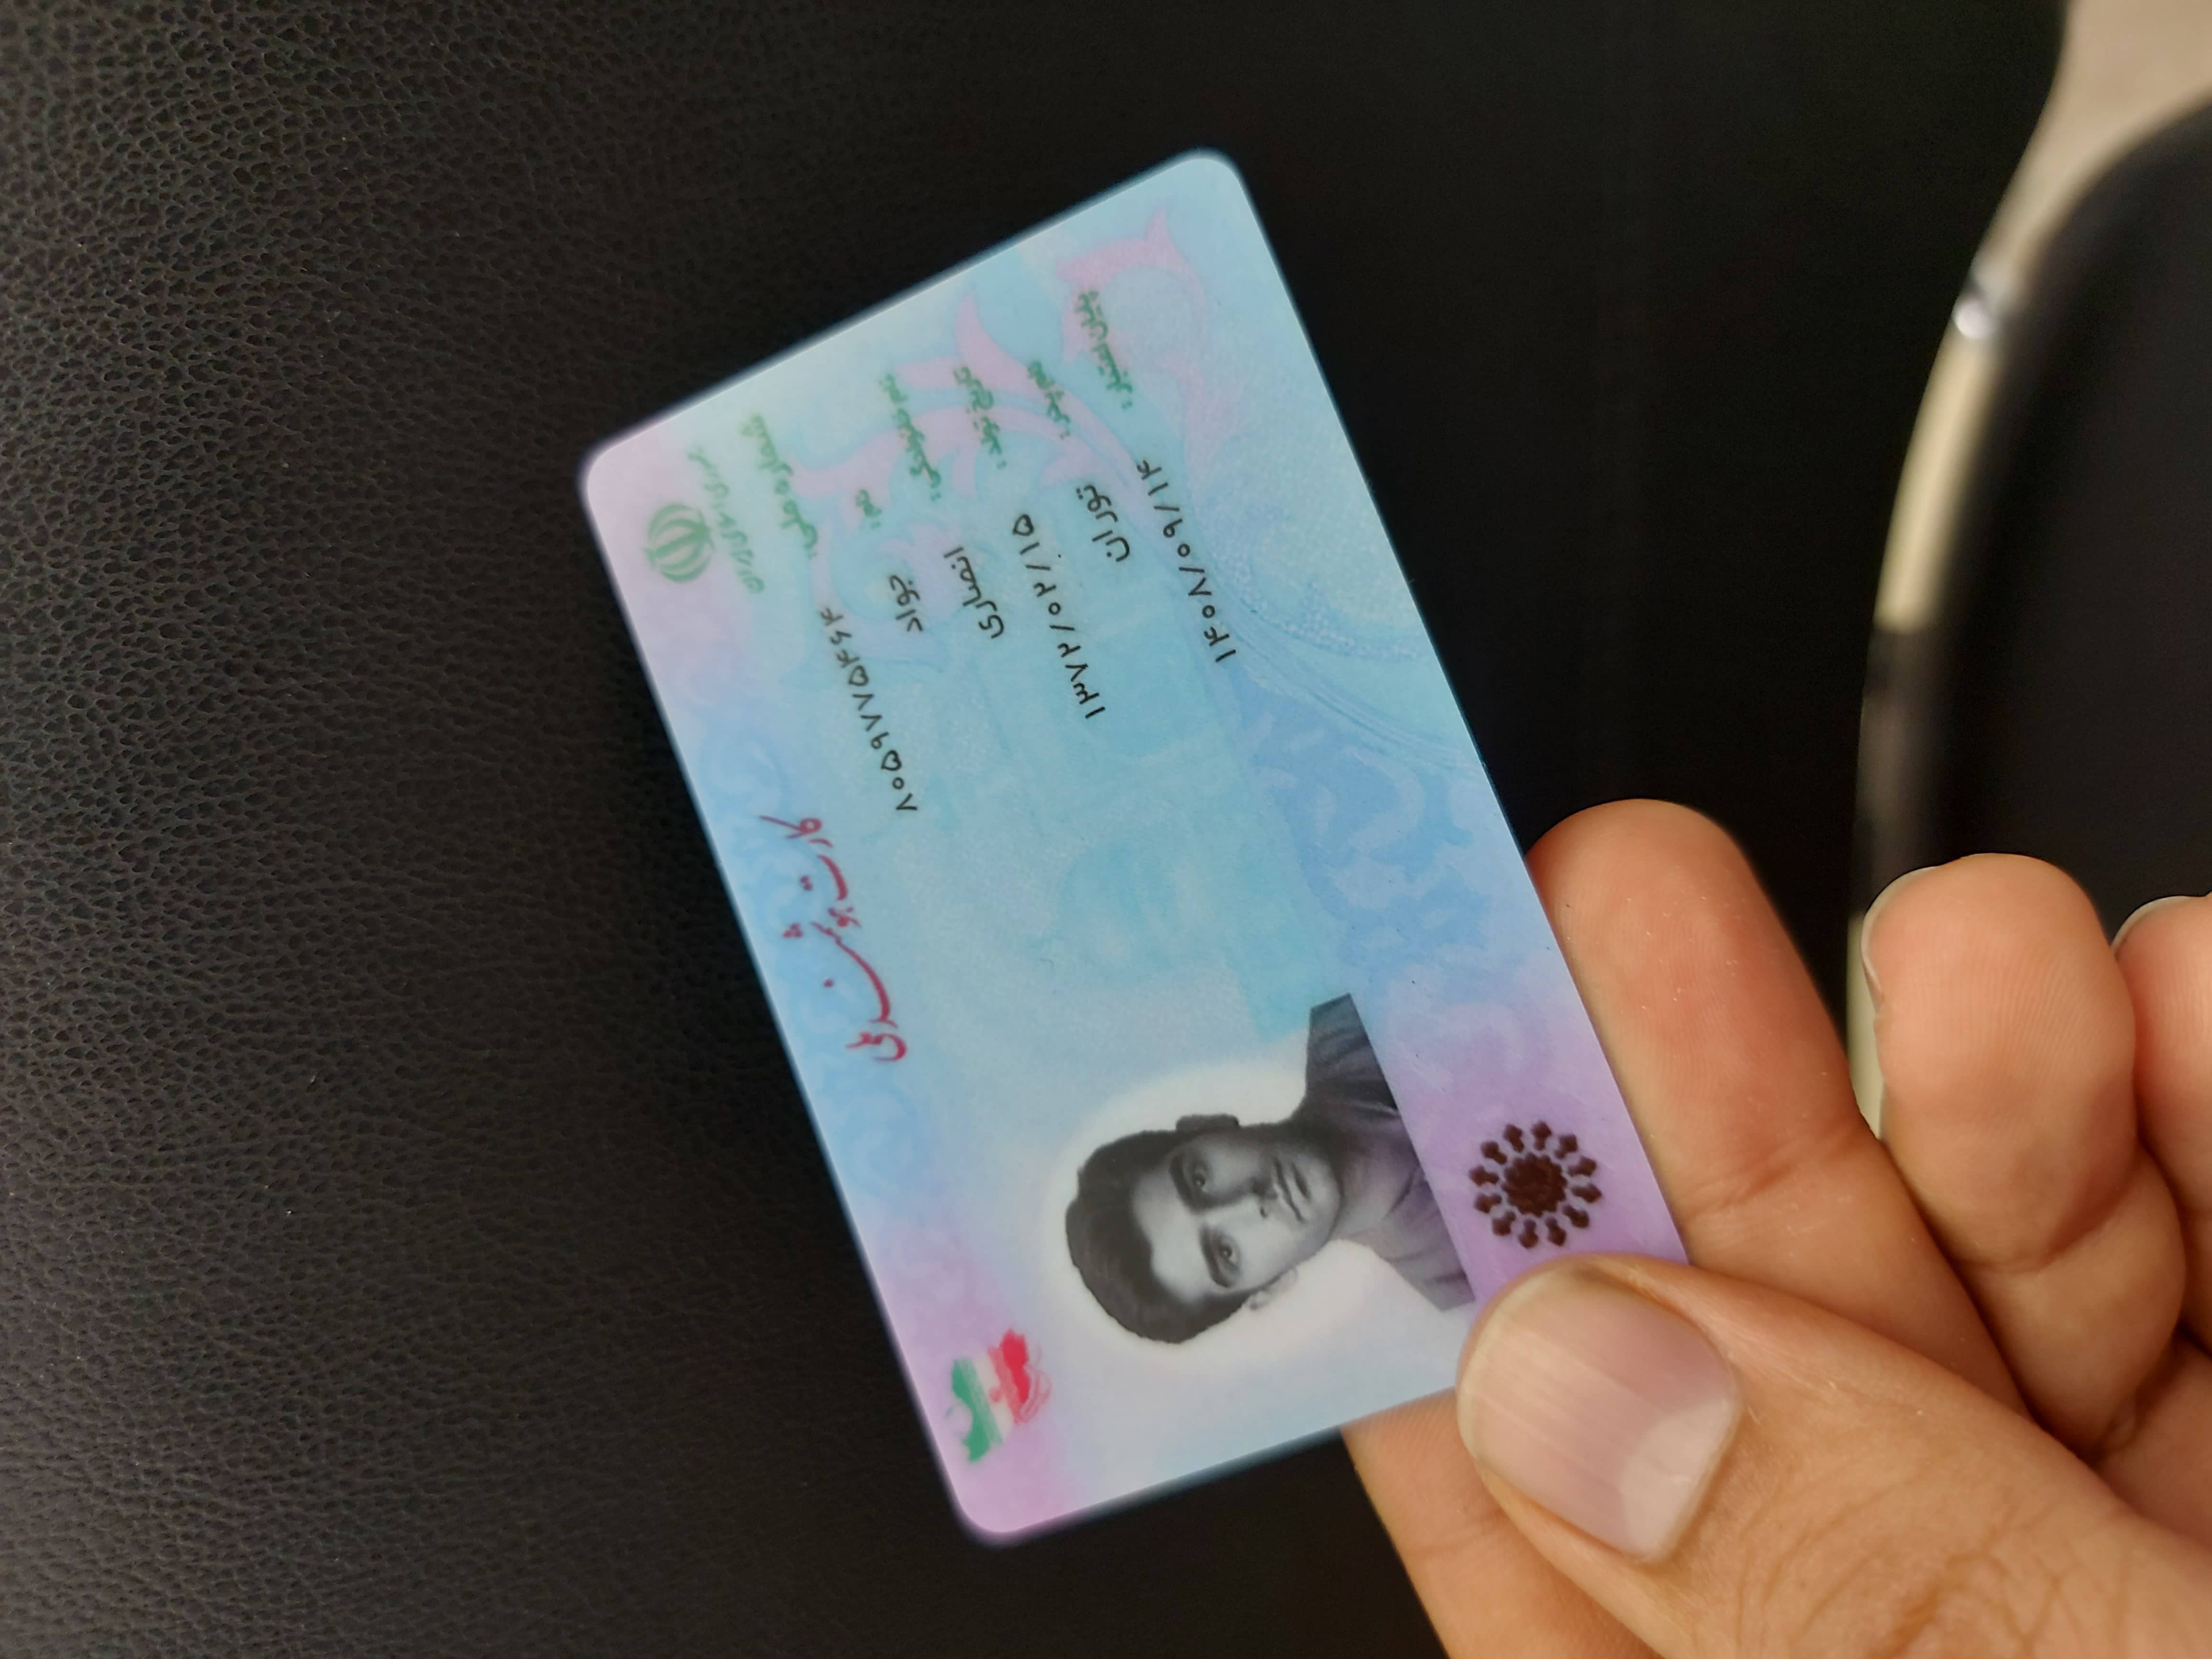 جمهوری اسلامی ایران
کارت هوشمند ملی
شماره ملی: ۸۰۵۹۷۷۵۴۶۴
نام: جواد
نام خانوادگی: انصاری
تاریخ تولد: ۱۳۷۲/۰۲/۱۵
نام پدر: توران
پایان اعتبار: ۱۴۰۸/۰۹/۱۴